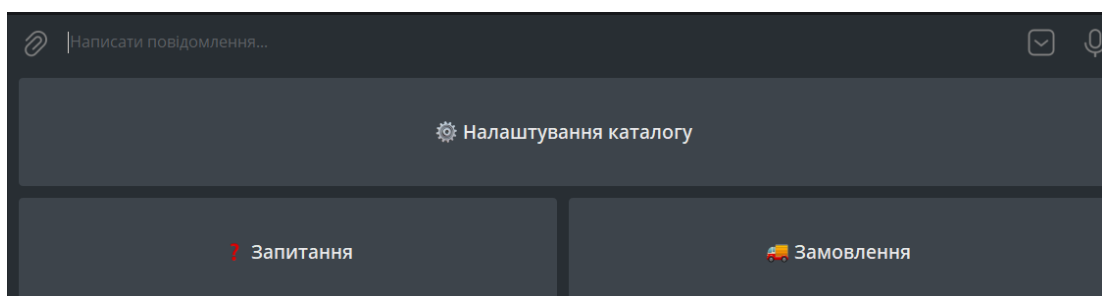 Написати повідомлення...
⚙️ Налаштування каталогу
❓ Запитання
🚚 Замовлення